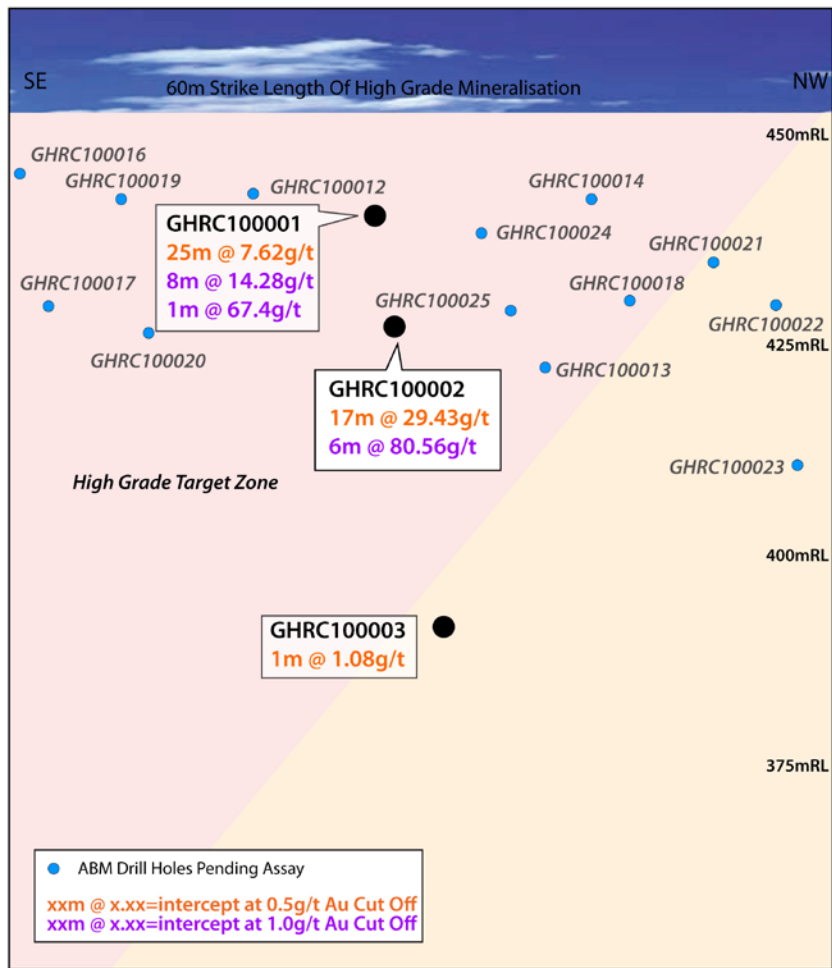 SE
60m Strike Length Of High Grade Mineralisation
NW
450mRL
GHRC100016
GHRC100019
GHRC100012
GHRC100014
GHRC100001
25m @ 7.62g/t
8m @ 14.28g/t
1m @ 67.4g/t
GHRC100024
GHRC100021
GHRC100017
GHRC100025
GHRC100018
GHRC100022
GHRC100020
425mRL
GHRC100013
GHRC100002
17m @ 29.43g/t
6m @ 80.56g/t
GHRC100023
High Grade Target Zone
400mRL
GHRC100003
1m @ 1.08g/t
375mRL
ABM Drill Holes Pending Assay
xxm @ x.xx=intercept at 0.5g/t Au Cut Off
xxm @ x.xx=intercept at 1.0g/t Au Cut Off